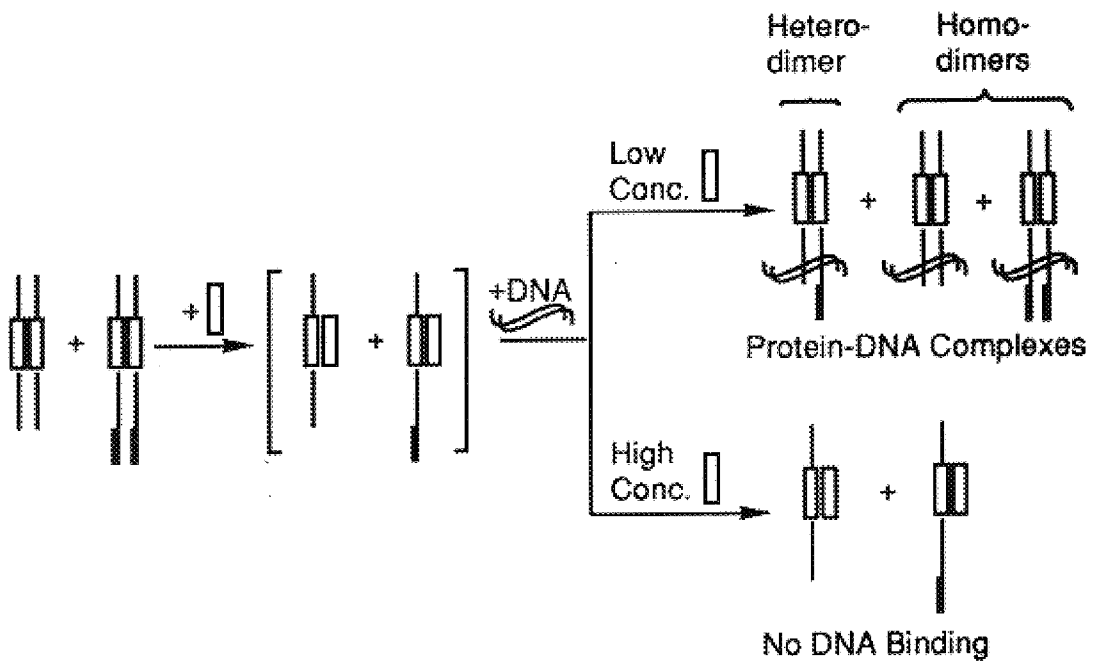 Hetero-
dimer
Homo-
dimers
Low
Conc.
+
+
+
+
+
+DNA
Protein-DNA Complexes
High
Conc.
+
No DNA Binding